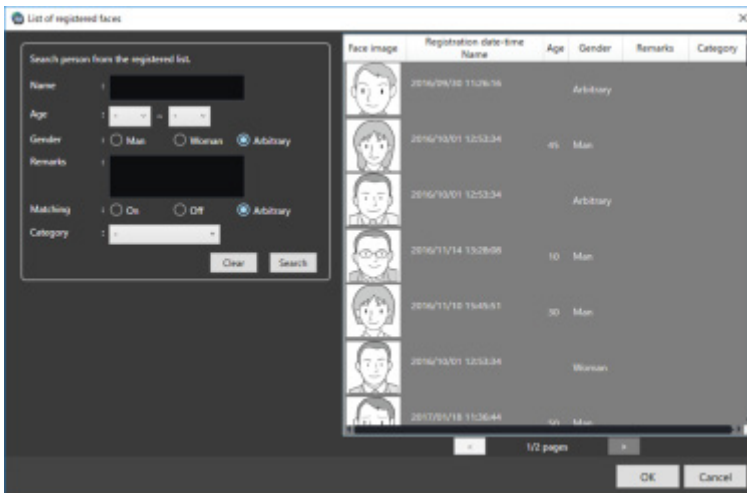 List of registered faces
Search person from the registered list.
Name :
Age : - ~ -
Gender : Man Woman Arbitrary
Remarks :
Matching : On Off Arbitrary
Category : -
Clear Search
Face image Registration date-time Name Age Gender Remarks Category
2016/09/30 11:26:16 Arbitrary
2016/10/01 12:53:34 45 Man
2016/10/01 12:53:34 Arbitrary
2016/11/14 13:28:08 10 Man
2016/11/10 15:45:51 30 Man
2016/10/01 12:53:34 Woman
2017/01/18 11:36:44 50 Man
< 1/2 pages >
OK Cancel